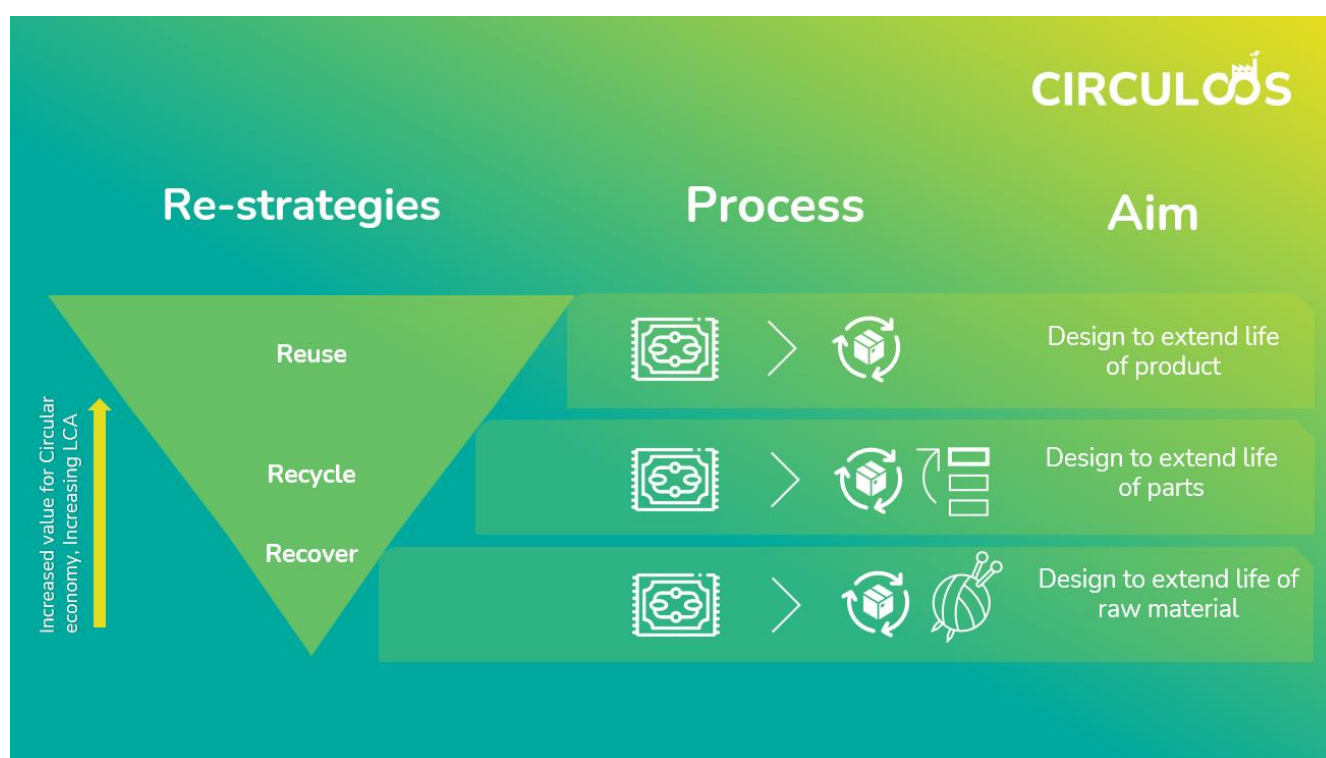 CIRCULOOS
Re-strategies
Process
Aim
Reuse
Design to extend life
of product
Increased value for Circular
economy, Increasing LCA
Recycle
Design to extend life
of parts
Recover
Design to extend life of
raw material